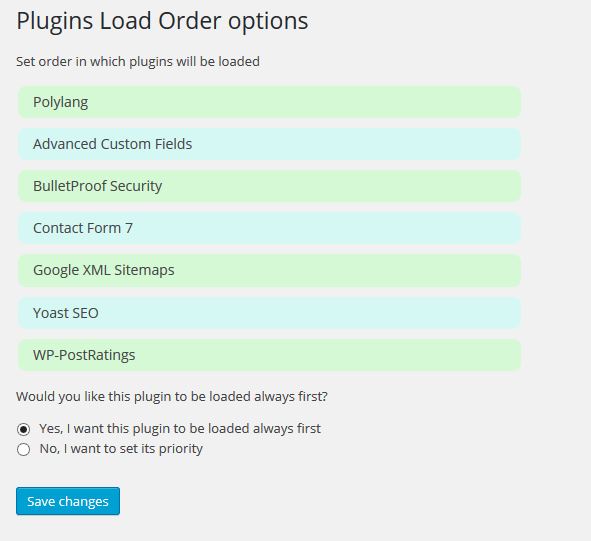 Plugins Load Order options
Set order in which plugins will be loaded
Polylang
Advanced Custom Fields
BulletProof Security
Contact Form 7
Google XML Sitemaps
Yoast SEO
WP-PostRatings
Would you like this plugin to be loaded always first?
Yes, I want this plugin to be loaded always first
No, I want to set its priority
Save changes